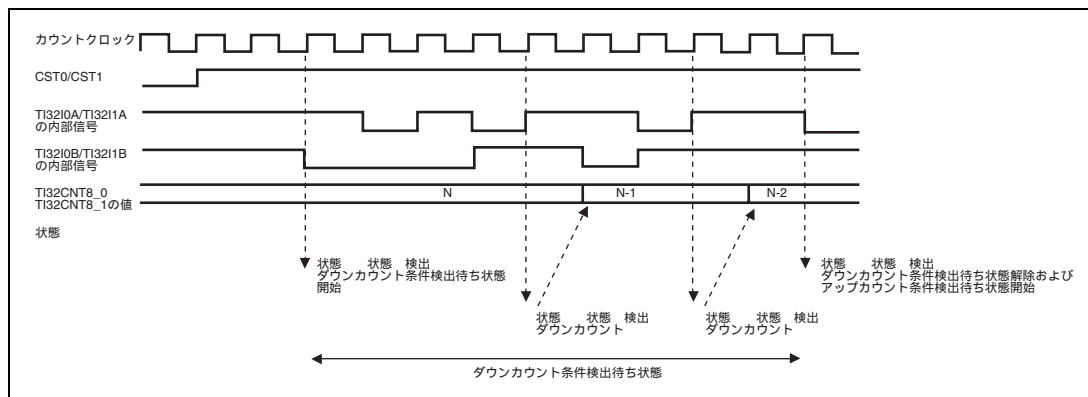 カウントクロック
CST0/CST1
TI32I0A/TI32I1A
の内部信号
TI32I0B/TI32I1B
の内部信号
TI32CNT8_0
TI32CNT8_1の値
N
N-1
N-2
状態
状態 状態 検出
ダウンカウント条件検出待ち状態
開始
状態 状態 検出
ダウンカウント
状態 状態 検出
ダウンカウント
状態 状態 検出
ダウンカウント条件検出待ち状態解除および
アップカウント条件検出待ち状態開始
ダウンカウント条件検出待ち状態